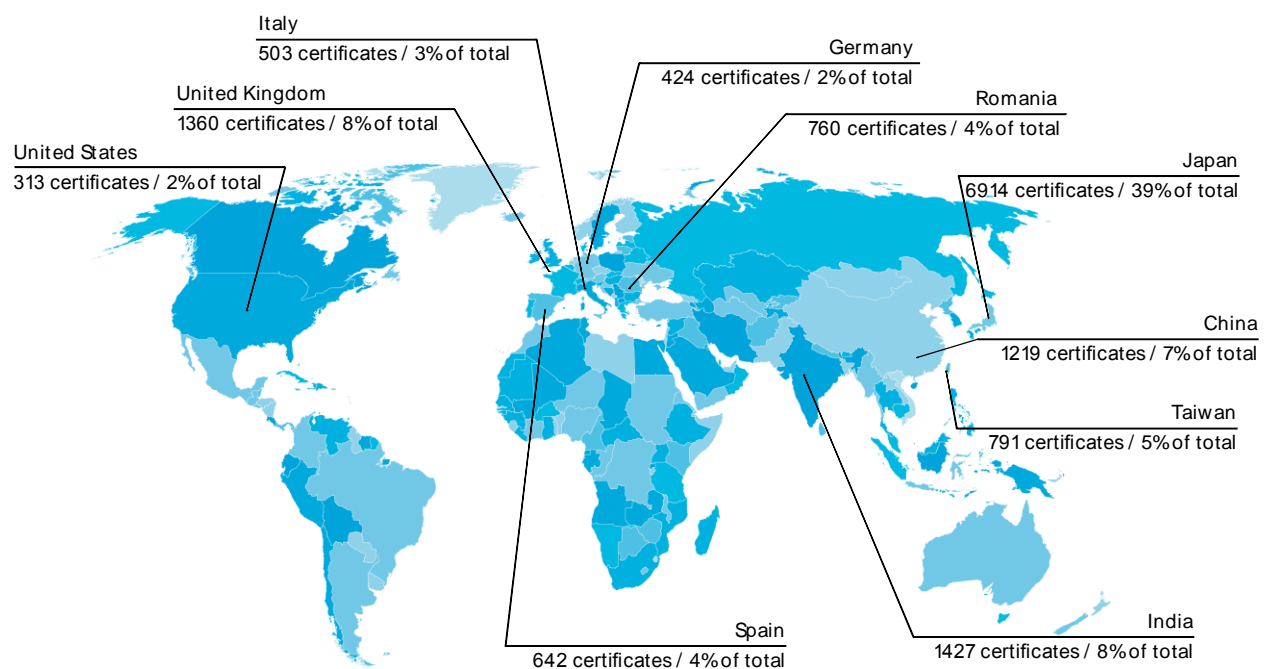 Italy
503 certificates / 3% of total
Germany
424 certificates / 2% of total
United Kingdom
1360 certificates / 8% of total
Romania
760 certificates / 4% of total
United States
313 certificates / 2% of total
Japan
6914 certificates / 39% of total
China
1219 certificates / 7% of total
Taiwan
791 certificates / 5% of total
Spain
642 certificates / 4% of total
India
1427 certificates / 8% of total